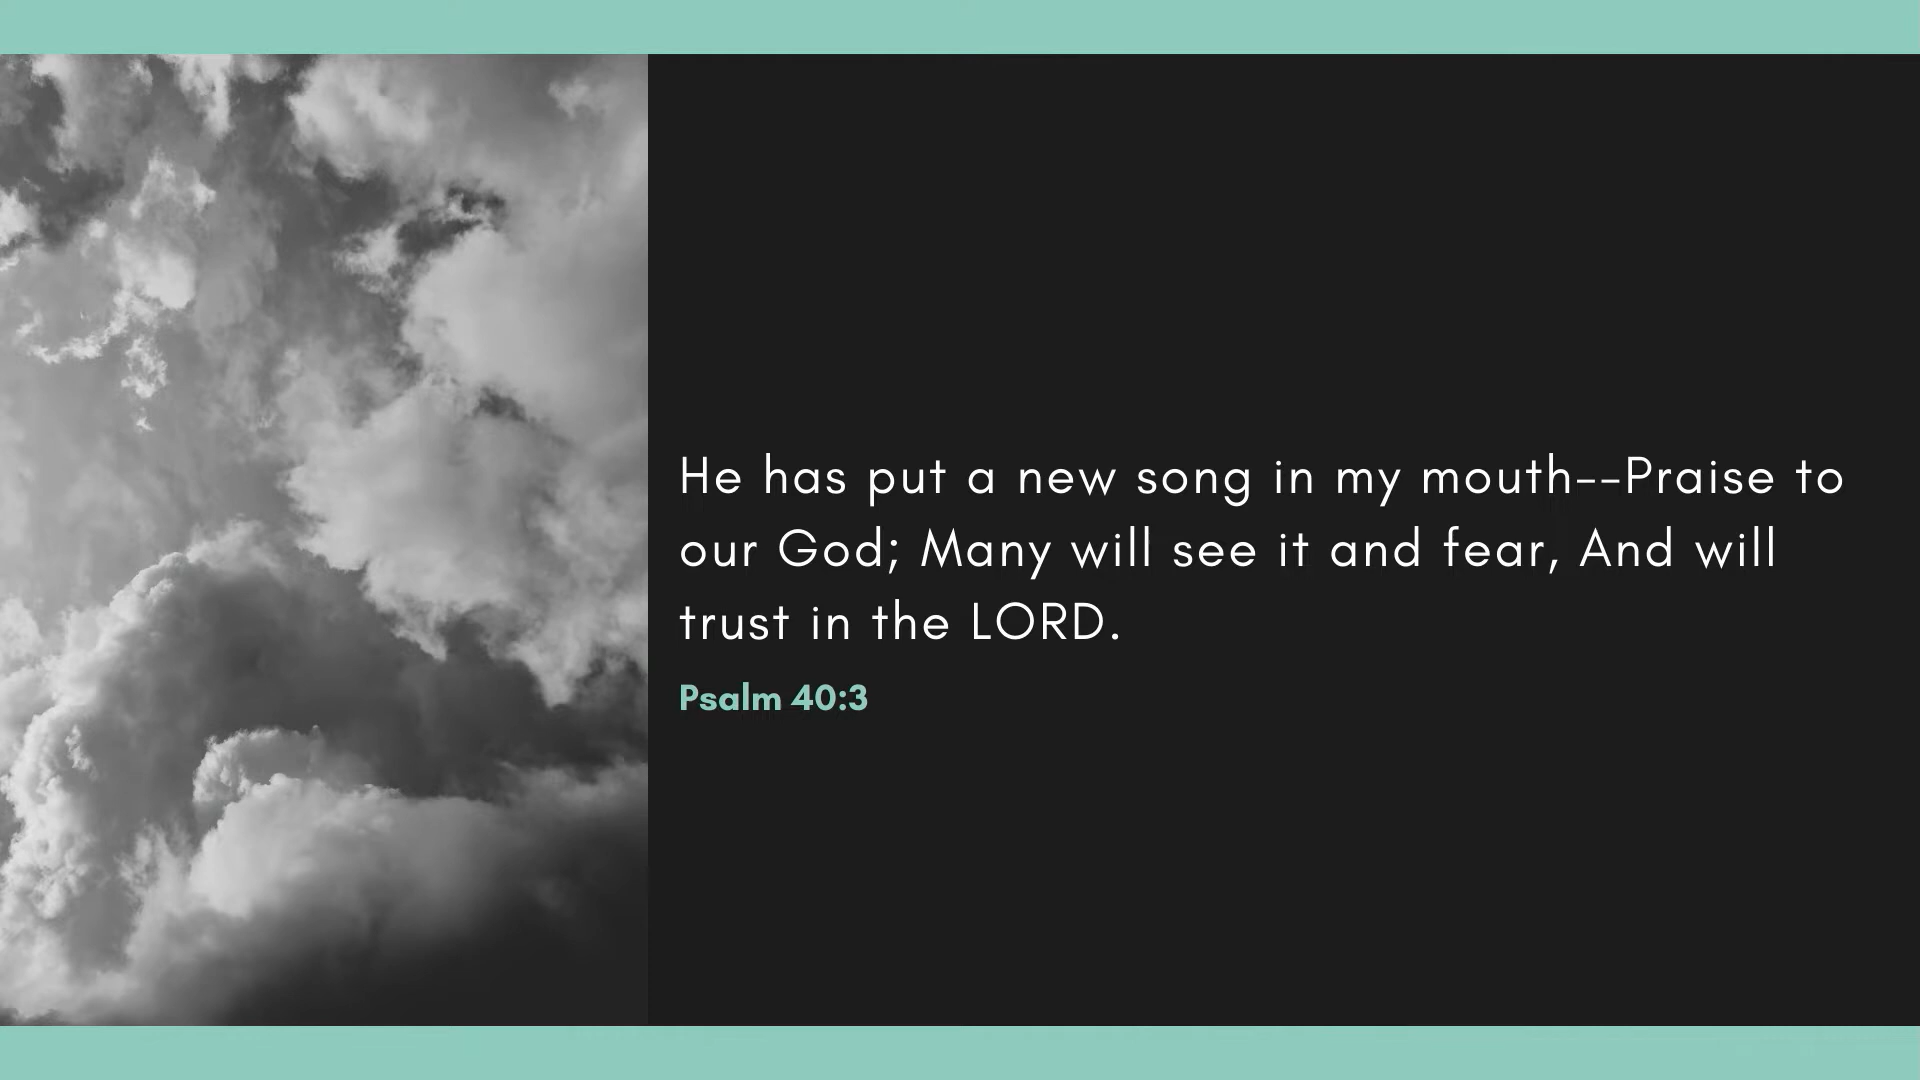 He has put a new song in my mouth--Praise to
our God; Many will see it and fear, And will
trust in the LORD.
Psalm 40:3